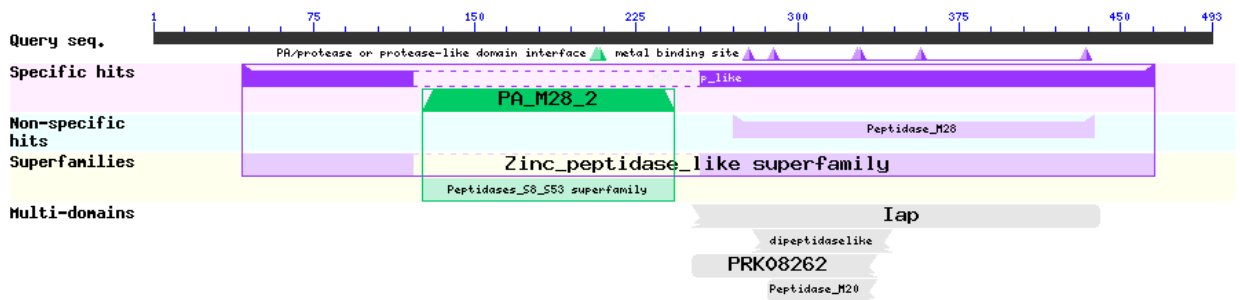 1 75 150 225 300 375 450 493
Query seq.
PA/protease or protease-like domain interface metal binding site
Specific hits
p_like
PA_M28_2
Non-specific
hits
Peptidase_M28
Superfamilies
Zinc_peptidase_like superfamily
Peptidases_S8_S53 superfamily
Multi-domains
Iap
dipeptidaselike
PRK08262
Peptidase_M20